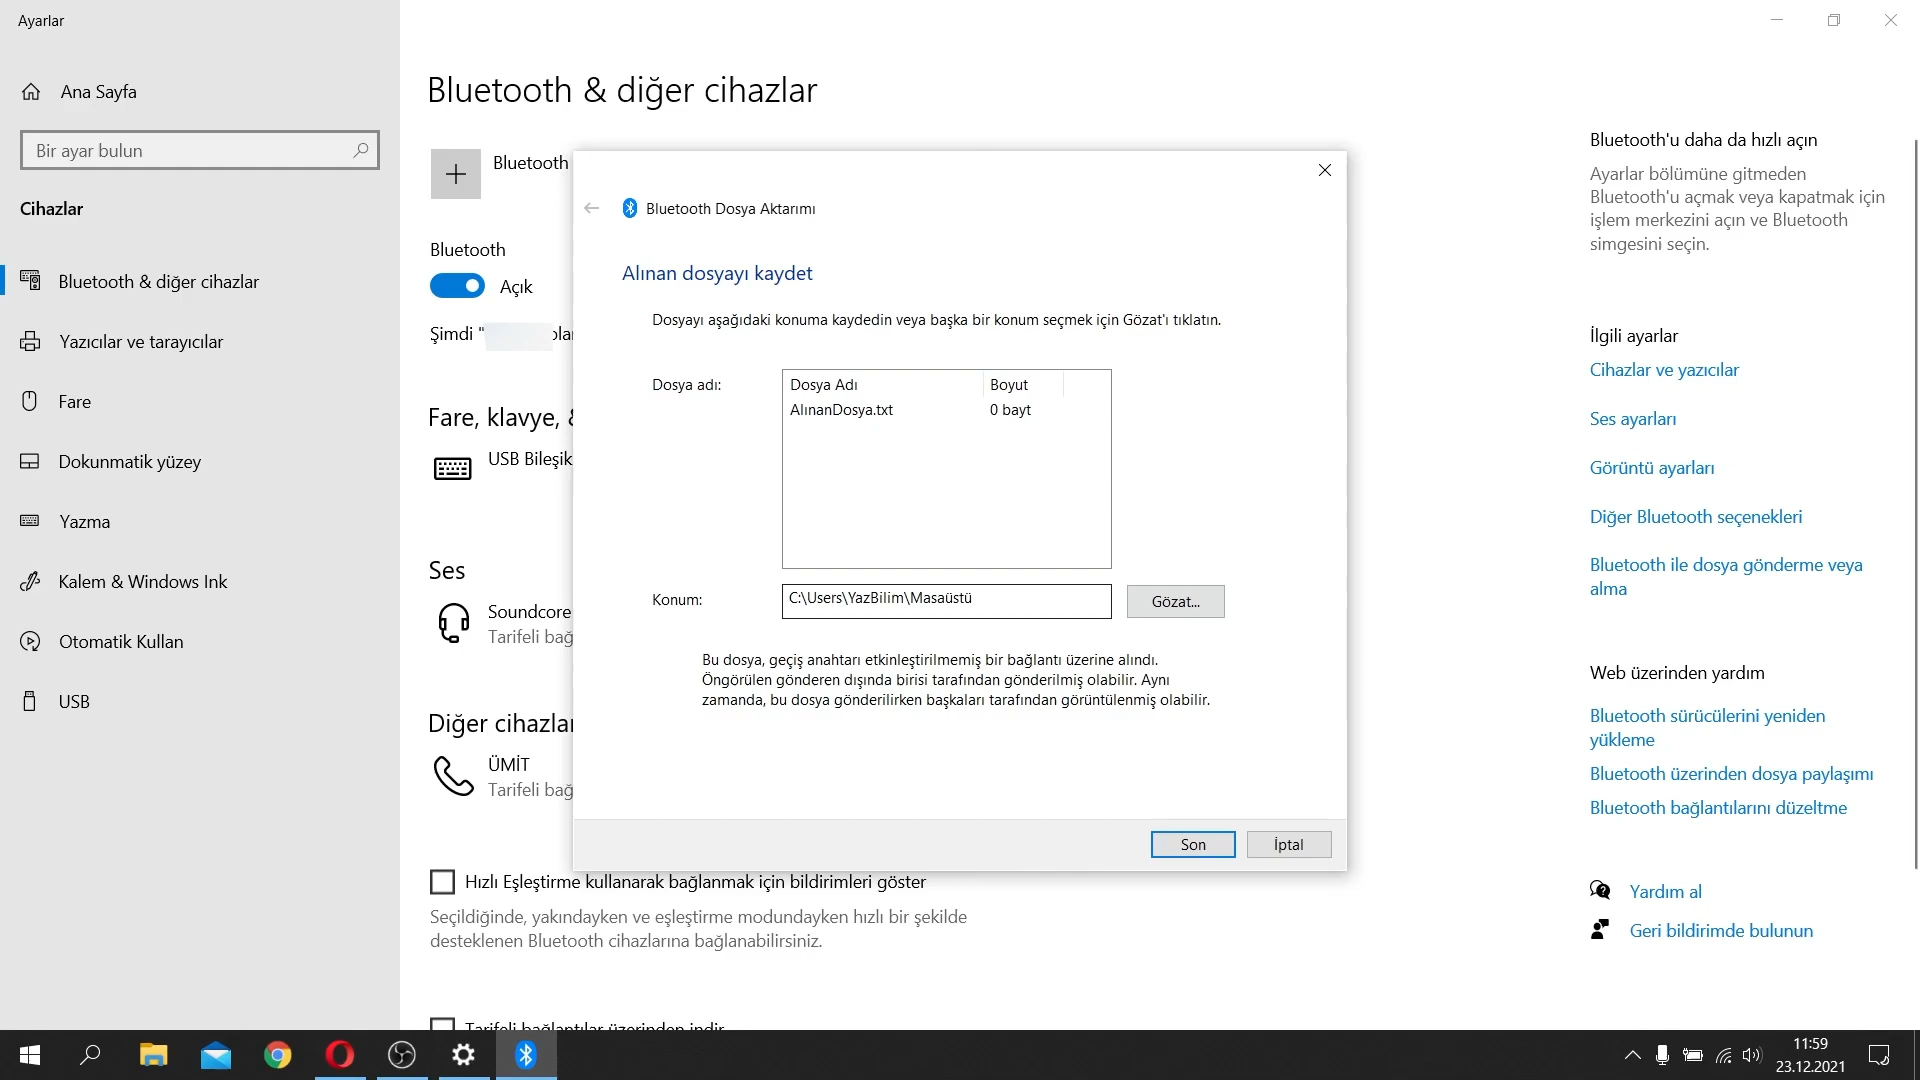 Ayarlar
Ana Sayfa
Bir ayar bulun
Cihazlar
Bluetooth & diğer cihazlar
Yazıcılar ve tarayıcılar
Fare
Dokunmatik yüzey
Yazma
Kalem & Windows Ink
Otomatik Kullan
USB
Bluetooth & diğer cihazlar
Bluetooth
Bluetooth
Açık
Şimdi "
Fare, klavye, &
USB Bileşik
Ses
Soundcore
Tarifeli bağ
Diğer cihazlar
ÜMİT
Tarifeli bağ
Hızlı Eşleştirme kullanarak bağlanmak için bildirimleri göster
Seçildiğinde, yakındayken ve eşleştirme modundayken hızlı bir şekilde
desteklenen Bluetooth cihazlarına bağlanabilirsiniz.
Tarifeli bağlantılar üzerinden indir
Bluetooth Dosya Aktarımı
Alınan dosyayı kaydet
Dosyayı aşağıdaki konuma kaydedin veya başka bir konum seçmek için Gözat'ı tıklatın.
Dosya adı:
Dosya Adı Boyut
AlınanDosya.txt 0 bayt
Konum:
C:\Users\YazBilim\Masaüstü
Gözat...
Bu dosya, geçiş anahtarı etkinleştirilmemiş bir bağlantı üzerine alındı.
Öngörülen gönderen dışında birisi tarafından gönderilmiş olabilir. Aynı
zamanda, bu dosya gönderilirken başkaları tarafından görüntülenmiş olabilir.
Son
İptal
Bluetooth'u daha da hızlı açın
Ayarlar bölümüne gitmeden
Bluetooth'u açmak veya kapatmak için
işlem merkezini açın ve Bluetooth
simgesini seçin.
İlgili ayarlar
Cihazlar ve yazıcılar
Ses ayarları
Görüntü ayarları
Diğer Bluetooth seçenekleri
Bluetooth ile dosya gönderme veya
alma
Web üzerinden yardım
Bluetooth sürücülerini yeniden
yükleme
Bluetooth üzerinden dosya paylaşımı
Bluetooth bağlantılarını düzeltme
Yardım al
Geri bildirimde bulunun
11:59
23.12.2021